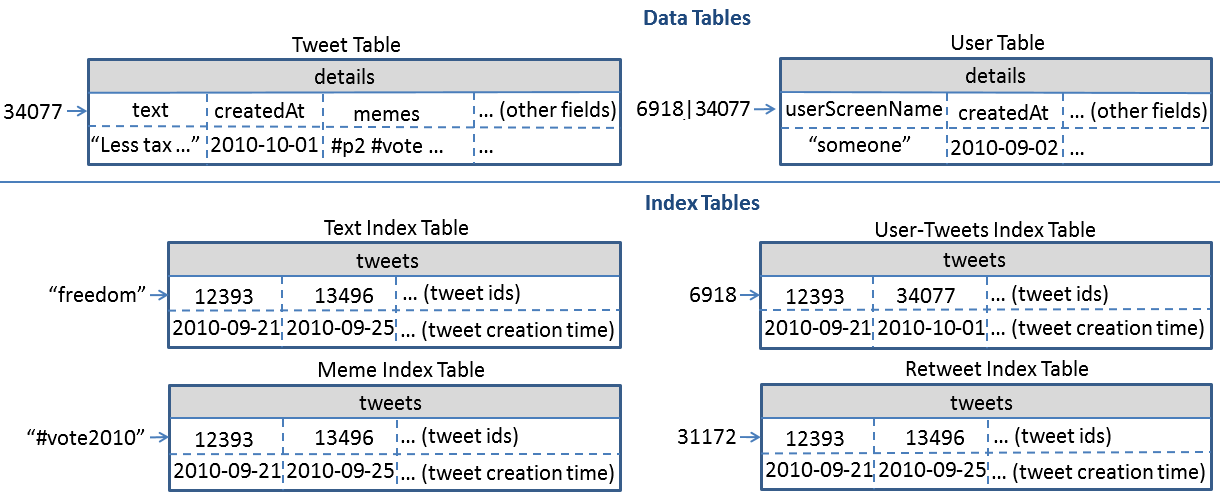 Data Tables
Tweet Table
details
34077
text createdAt memes ... (other fields)
“Less tax ...” 2010-10-01 #p2 #vote ... ...
User Table
details
6918|34077
userScreenName createdAt ... (other fields)
“someone” 2010-09-02 ...
Index Tables
Text Index Table
tweets
“freedom”
12393 13496 ... (tweet ids)
2010-09-21 2010-09-25 ... (tweet creation time)
User-Tweets Index Table
tweets
6918
12393 34077 ... (tweet ids)
2010-09-21 2010-10-01 ... (tweet creation time)
Meme Index Table
tweets
“#vote2010”
12393 13496 ... (tweet ids)
2010-09-21 2010-09-25 ... (tweet creation time)
Retweet Index Table
tweets
31172
12393 13496 ... (tweet ids)
2010-09-21 2010-09-25 ... (tweet creation time)